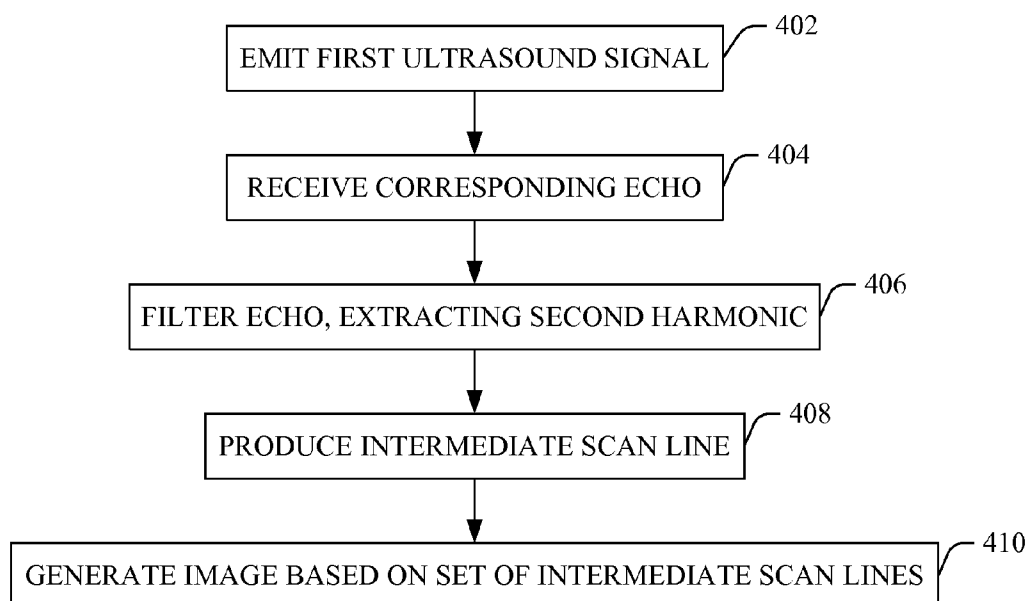 402
EMIT FIRST ULTRASOUND SIGNAL
404
RECEIVE CORRESPONDING ECHO
406
FILTER ECHO, EXTRACTING SECOND HARMONIC
408
PRODUCE INTERMEDIATE SCAN LINE
410
GENERATE IMAGE BASED ON SET OF INTERMEDIATE SCAN LINES